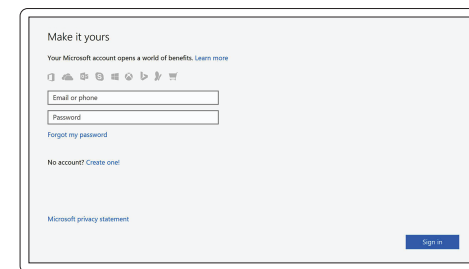 Make it yours
Your Microsoft account opens a world of benefits. Learn more
Email or phone
Password
Forgot my password
No account? Create one!
Microsoft privacy statement
Sign in